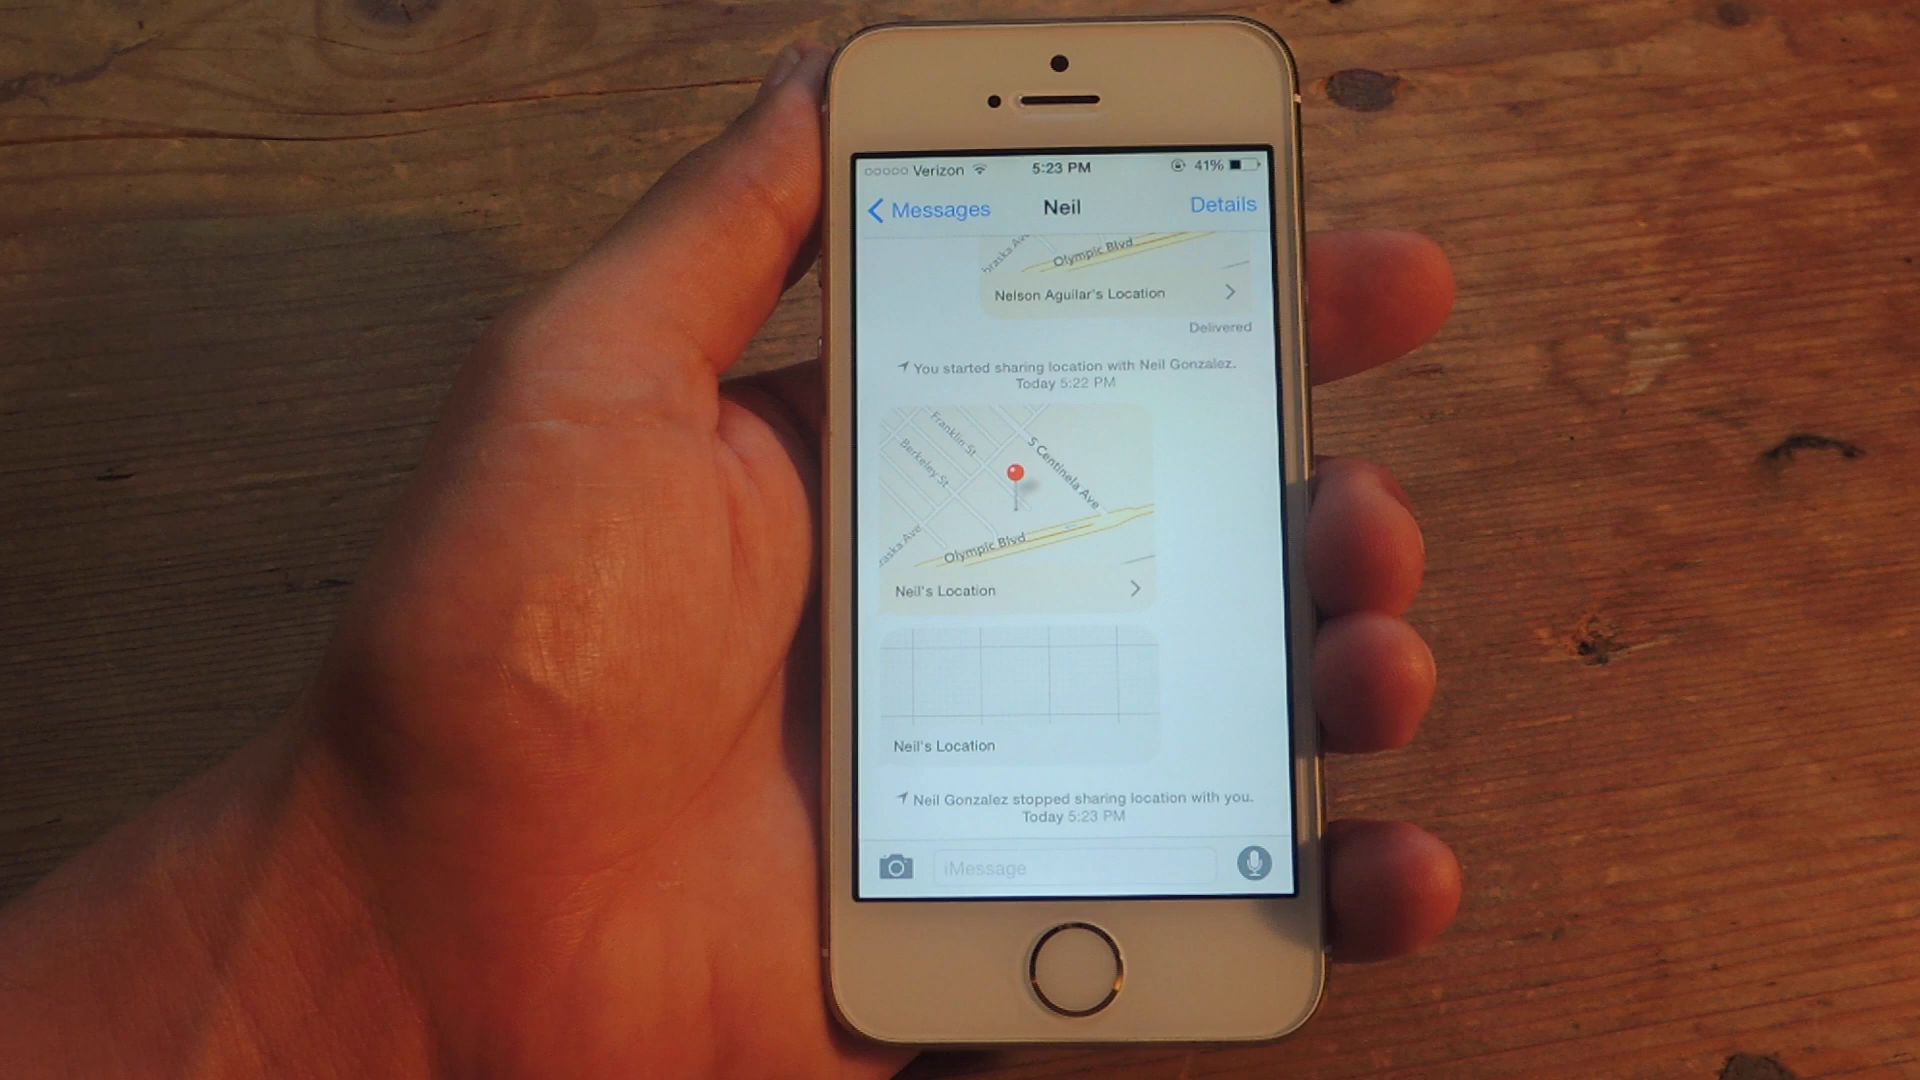 Verizon 5:23 PM 41%
Messages Neil Details
Olympic Blvd
Nelson Aguilar's Location
Delivered
You started sharing location with Neil Gonzalez.
Today 5:22 PM
Franklin St
S Centinela Ave
Berkeley St
Olympic Blvd
Neil's Location
Neil's Location
Neil Gonzalez stopped sharing location with you.
Today 5:23 PM
iMessage